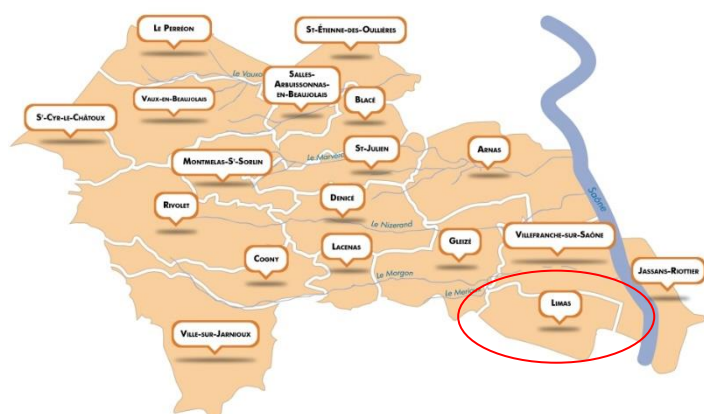 Le Perréon
St-Étienne-des-Oullières
Le Vauxonne
Salles-
Arbuissonnas-
en-Beaujolais
Vaux-en-Beaujolais
Blacé
St-Cyr-le-Châtoux
St-Julien
Arnas
Montmelas-St-Sorlin
Le Marverand
Denicé
Saône
Rivolet
Le Nizerand
Villefranche-sur-Saône
Lacenas
Gleizé
Cogny
Jassans-Riottier
Le Morgon
Le Morgon
Limas
Ville-sur-Jarnioux